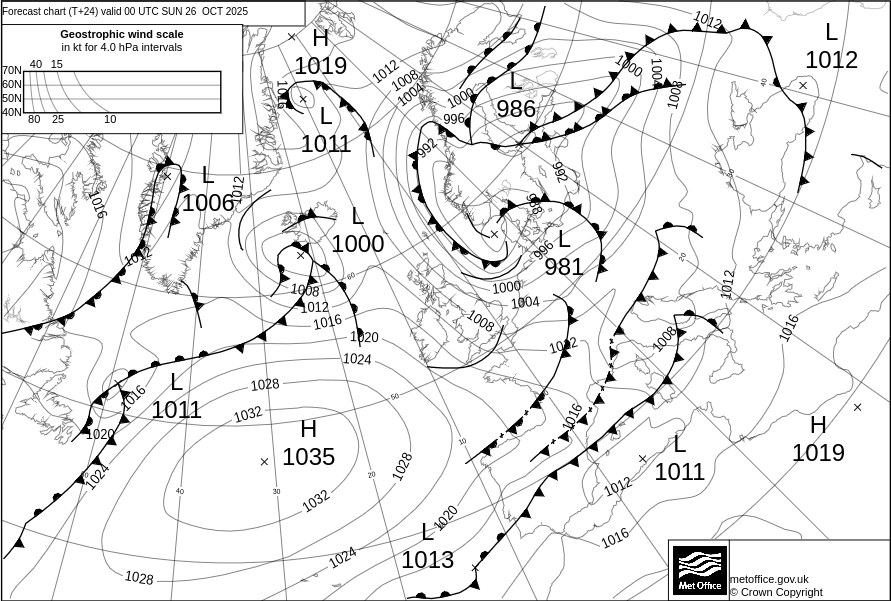 Forecast chart (T+24) valid 00 UTC SUN 26 OCT 2025
Geostrophic wind scale
in kt for 4.0 hPa intervals
40 15
70N
60N
50N
40N
80 25 10
H
1019
L
1011
1016
1012
1008
1004
1000
996
992
L
986
1000
1004
1008
1012
L
1012
40
1016
L
1006
1012
1012
L
1000
60
1008
1012
1016
1020
1024
992
988
996
L
981
1000
1004
1008
1012
20
30
1012
1016
1008
L
1011
1016
1020
1024
1028
1032
H
1035
1032
1028
50
40
30
20
10
1016
L
1011
1012
1016
H
1019
1020
L
1013
1024
1028
Met Office
metoffice.gov.uk
© Crown Copyright